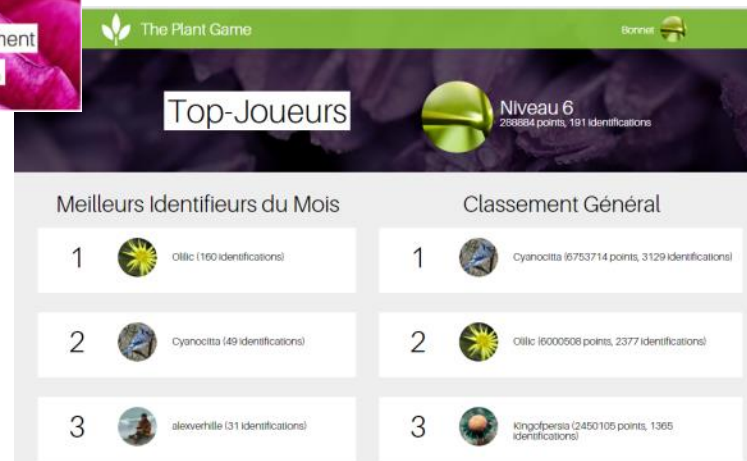 ment
The Plant Game
Bonnet
Top-Joueurs
Niveau 6
288884 points, 191 identifications
Meilleurs Identifieurs du Mois
Classement Général
1
Olilic (160 identifications)
1
Cyanocitta (6753714 points, 3129 identifications)
2
Cyanocitta (49 identifications)
2
Olilic (6000508 points, 2377 identifications)
3
alexverhille (31 identifications)
3
Kingofpersia (2450105 points, 1365
identifications)